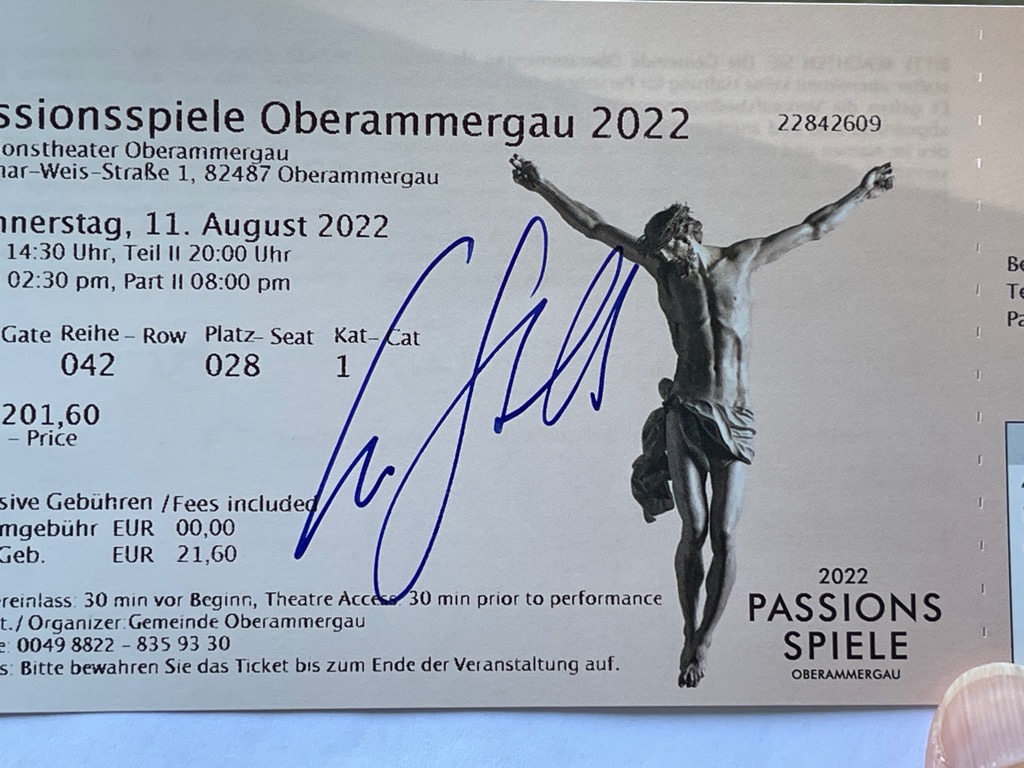 ssionsspiele Oberammergau 2022
22842609
onstheater Oberammergau
nar-Weis-Straße 1, 82487 Oberammergau
nnerstag, 11. August 2022
14:30 Uhr, Teil II 20:00 Uhr
02:30 pm, Part II 08:00 pm
Gate Reihe – Row Platz– Seat Kat– Cat
042 028 1
201,60
– Price
sive Gebühren /Fees included
mgebühr EUR 00,00
Geb. EUR 21,60
reinlass: 30 min vor Beginn, Theatre Access 30 min prior to performance
t./ Organizer: Gemeinde Oberammergau
e: 0049 8822 – 835 93 30
s: Bitte bewahren Sie das Ticket bis zum Ende der Veranstaltung auf.
2022
PASSIONS
SPIELE
OBERAMMERGAU
Be
Te
Pa